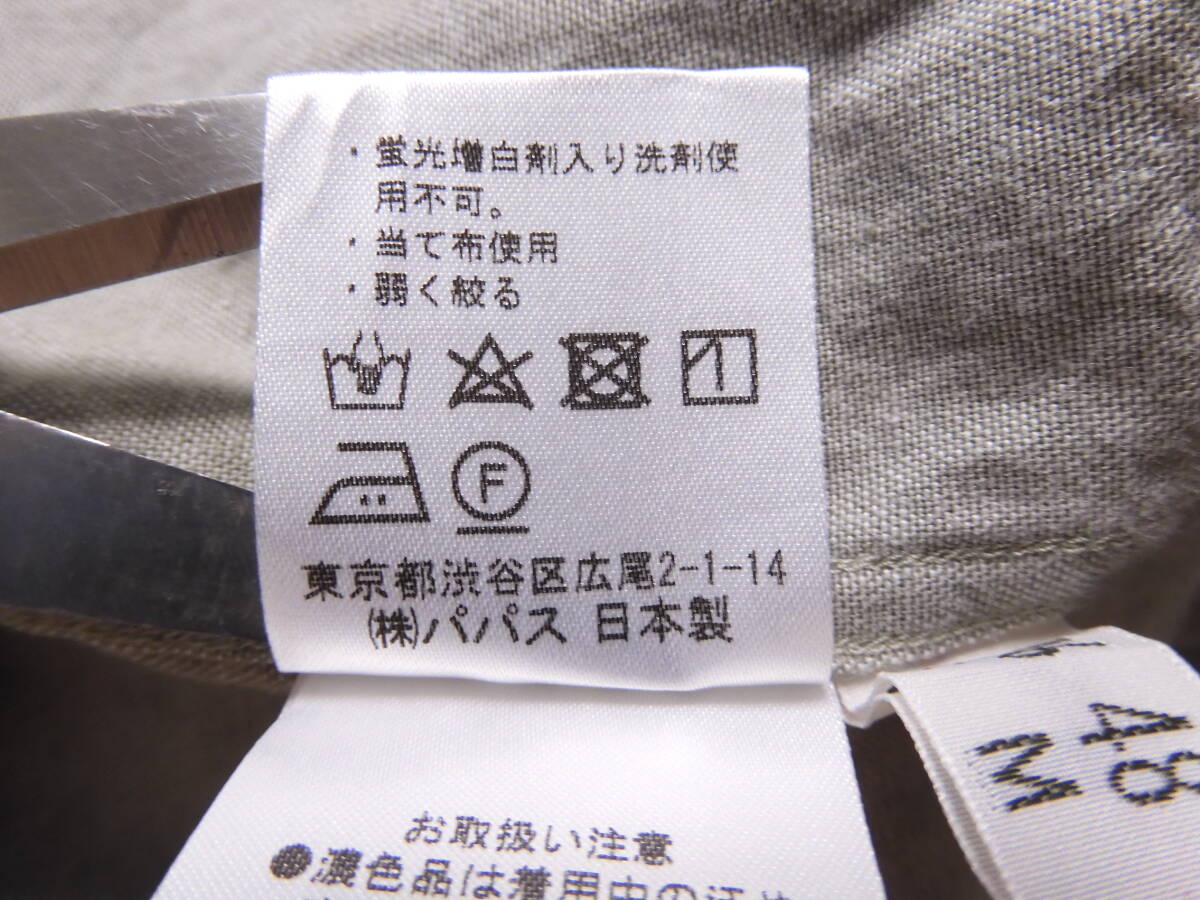 ・蛍光増白剤入り洗剤使
用不可。
・当て布使用
・弱く絞る
F
東京都渋谷区広尾2-1-14
㈱パパス 日本製
お取扱い注意
●濃色品は着用中の汗や
48
M